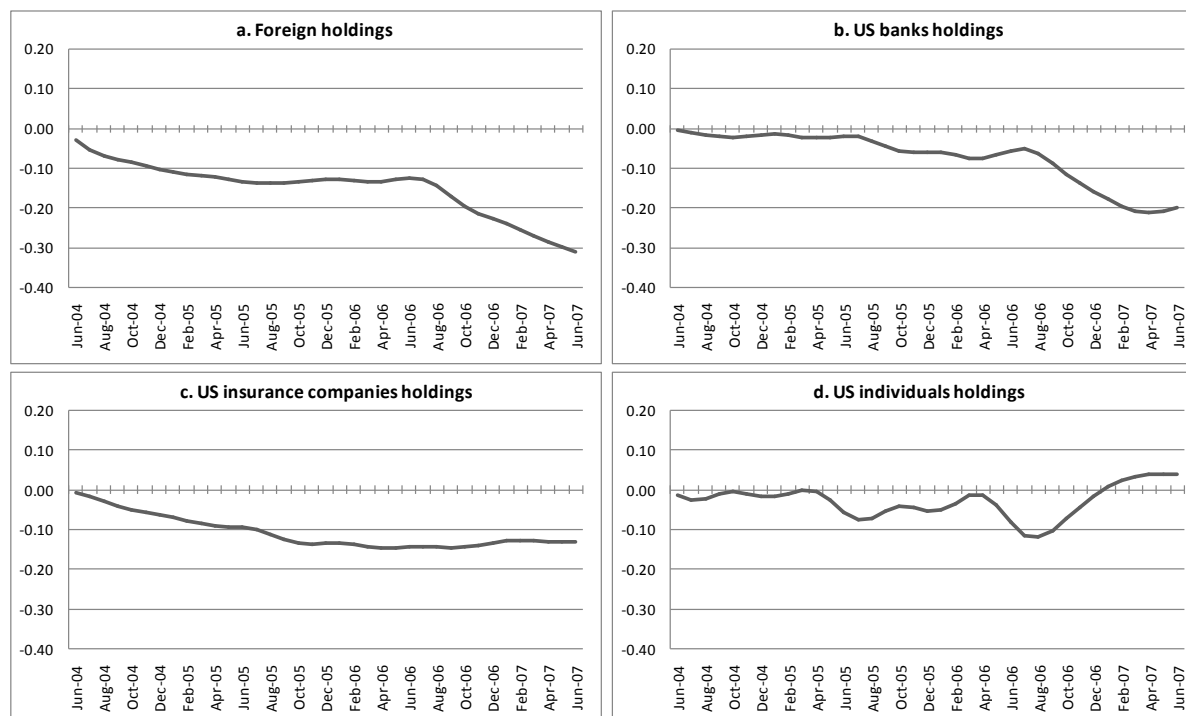 a. Foreign holdings
0.20
0.10
0.00
-0.10
-0.20
-0.30
-0.40
Jun-04
Aug-04
Oct-04
Dec-04
Feb-05
Apr-05
Jun-05
Aug-05
Oct-05
Dec-05
Feb-06
Apr-06
Jun-06
Aug-06
Oct-06
Dec-06
Feb-07
Apr-07
Jun-07
b. US banks holdings
0.20
0.10
0.00
-0.10
-0.20
-0.30
-0.40
Jun-04
Aug-04
Oct-04
Dec-04
Feb-05
Apr-05
Jun-05
Aug-05
Oct-05
Dec-05
Feb-06
Apr-06
Jun-06
Aug-06
Oct-06
Dec-06
Feb-07
Apr-07
Jun-07
c. US insurance companies holdings
0.20
0.10
0.00
-0.10
-0.20
-0.30
-0.40
Jun-04
Aug-04
Oct-04
Dec-04
Feb-05
Apr-05
Jun-05
Aug-05
Oct-05
Dec-05
Feb-06
Apr-06
Jun-06
Aug-06
Oct-06
Dec-06
Feb-07
Apr-07
Jun-07
d. US individuals holdings
0.20
0.10
0.00
-0.10
-0.20
-0.30
-0.40
Jun-04
Aug-04
Oct-04
Dec-04
Feb-05
Apr-05
Jun-05
Aug-05
Oct-05
Dec-05
Feb-06
Apr-06
Jun-06
Aug-06
Oct-06
Dec-06
Feb-07
Apr-07
Jun-07